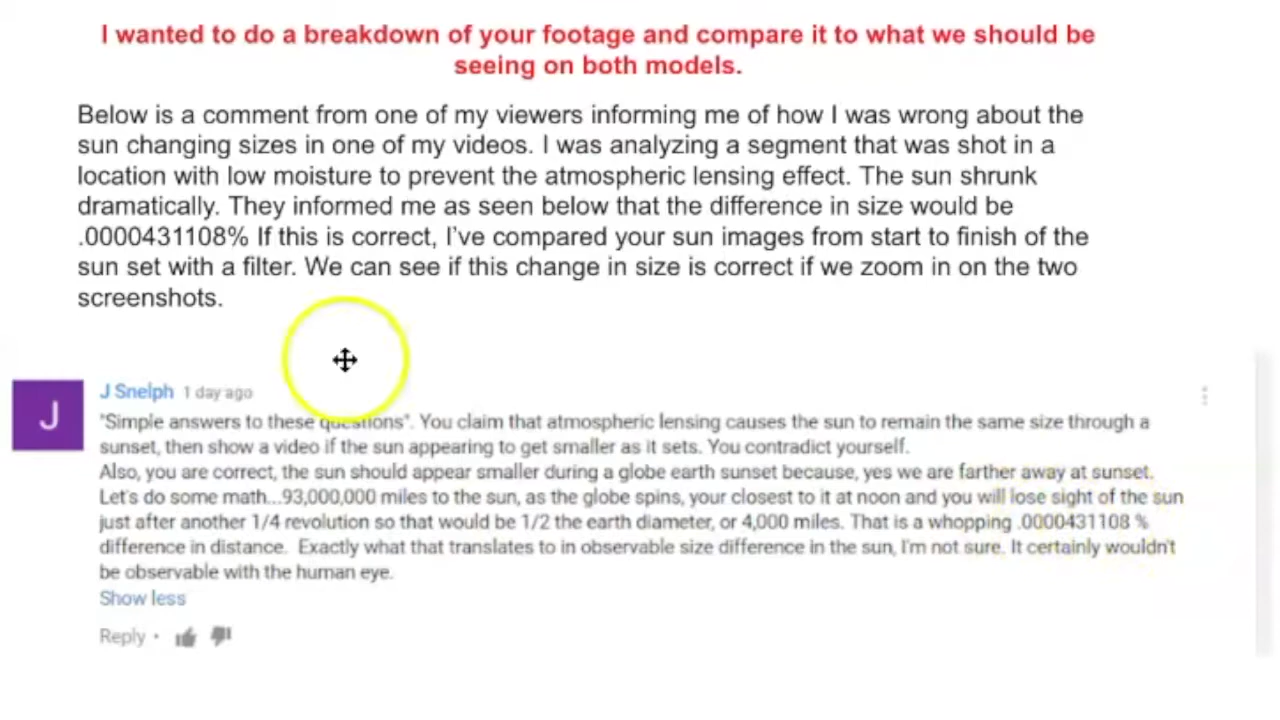 I wanted to do a breakdown of your footage and compare it to what we should be
seeing on both models.
Below is a comment from one of my viewers informing me of how I was wrong about the
sun changing sizes in one of my videos. I was analyzing a segment that was shot in a
location with low moisture to prevent the atmospheric lensing effect. The sun shrunk
dramatically. They informed me as seen below that the difference in size would be
.0000431108% If this is correct, I've compared your sun images from start to finish of the
sun set with a filter. We can see if this change in size is correct if we zoom in on the two
screenshots.
J
J Snelph 1 day ago
"Simple answers to these questions". You claim that atmospheric lensing causes the sun to remain the same size through a
sunset, then show a video if the sun appearing to get smaller as it sets. You contradict yourself.
Also, you are correct, the sun should appear smaller during a globe earth sunset because, yes we are farther away at sunset.
Let's do some math...93,000,000 miles to the sun, as the globe spins, your closest to it at noon and you will lose sight of the sun
just after another 1/4 revolution so that would be 1/2 the earth diameter, or 4,000 miles. That is a whopping .0000431108 %
difference in distance. Exactly what that translates to in observable size difference in the sun, I'm not sure. It certainly wouldn't
be observable with the human eye.
Show less
Reply •